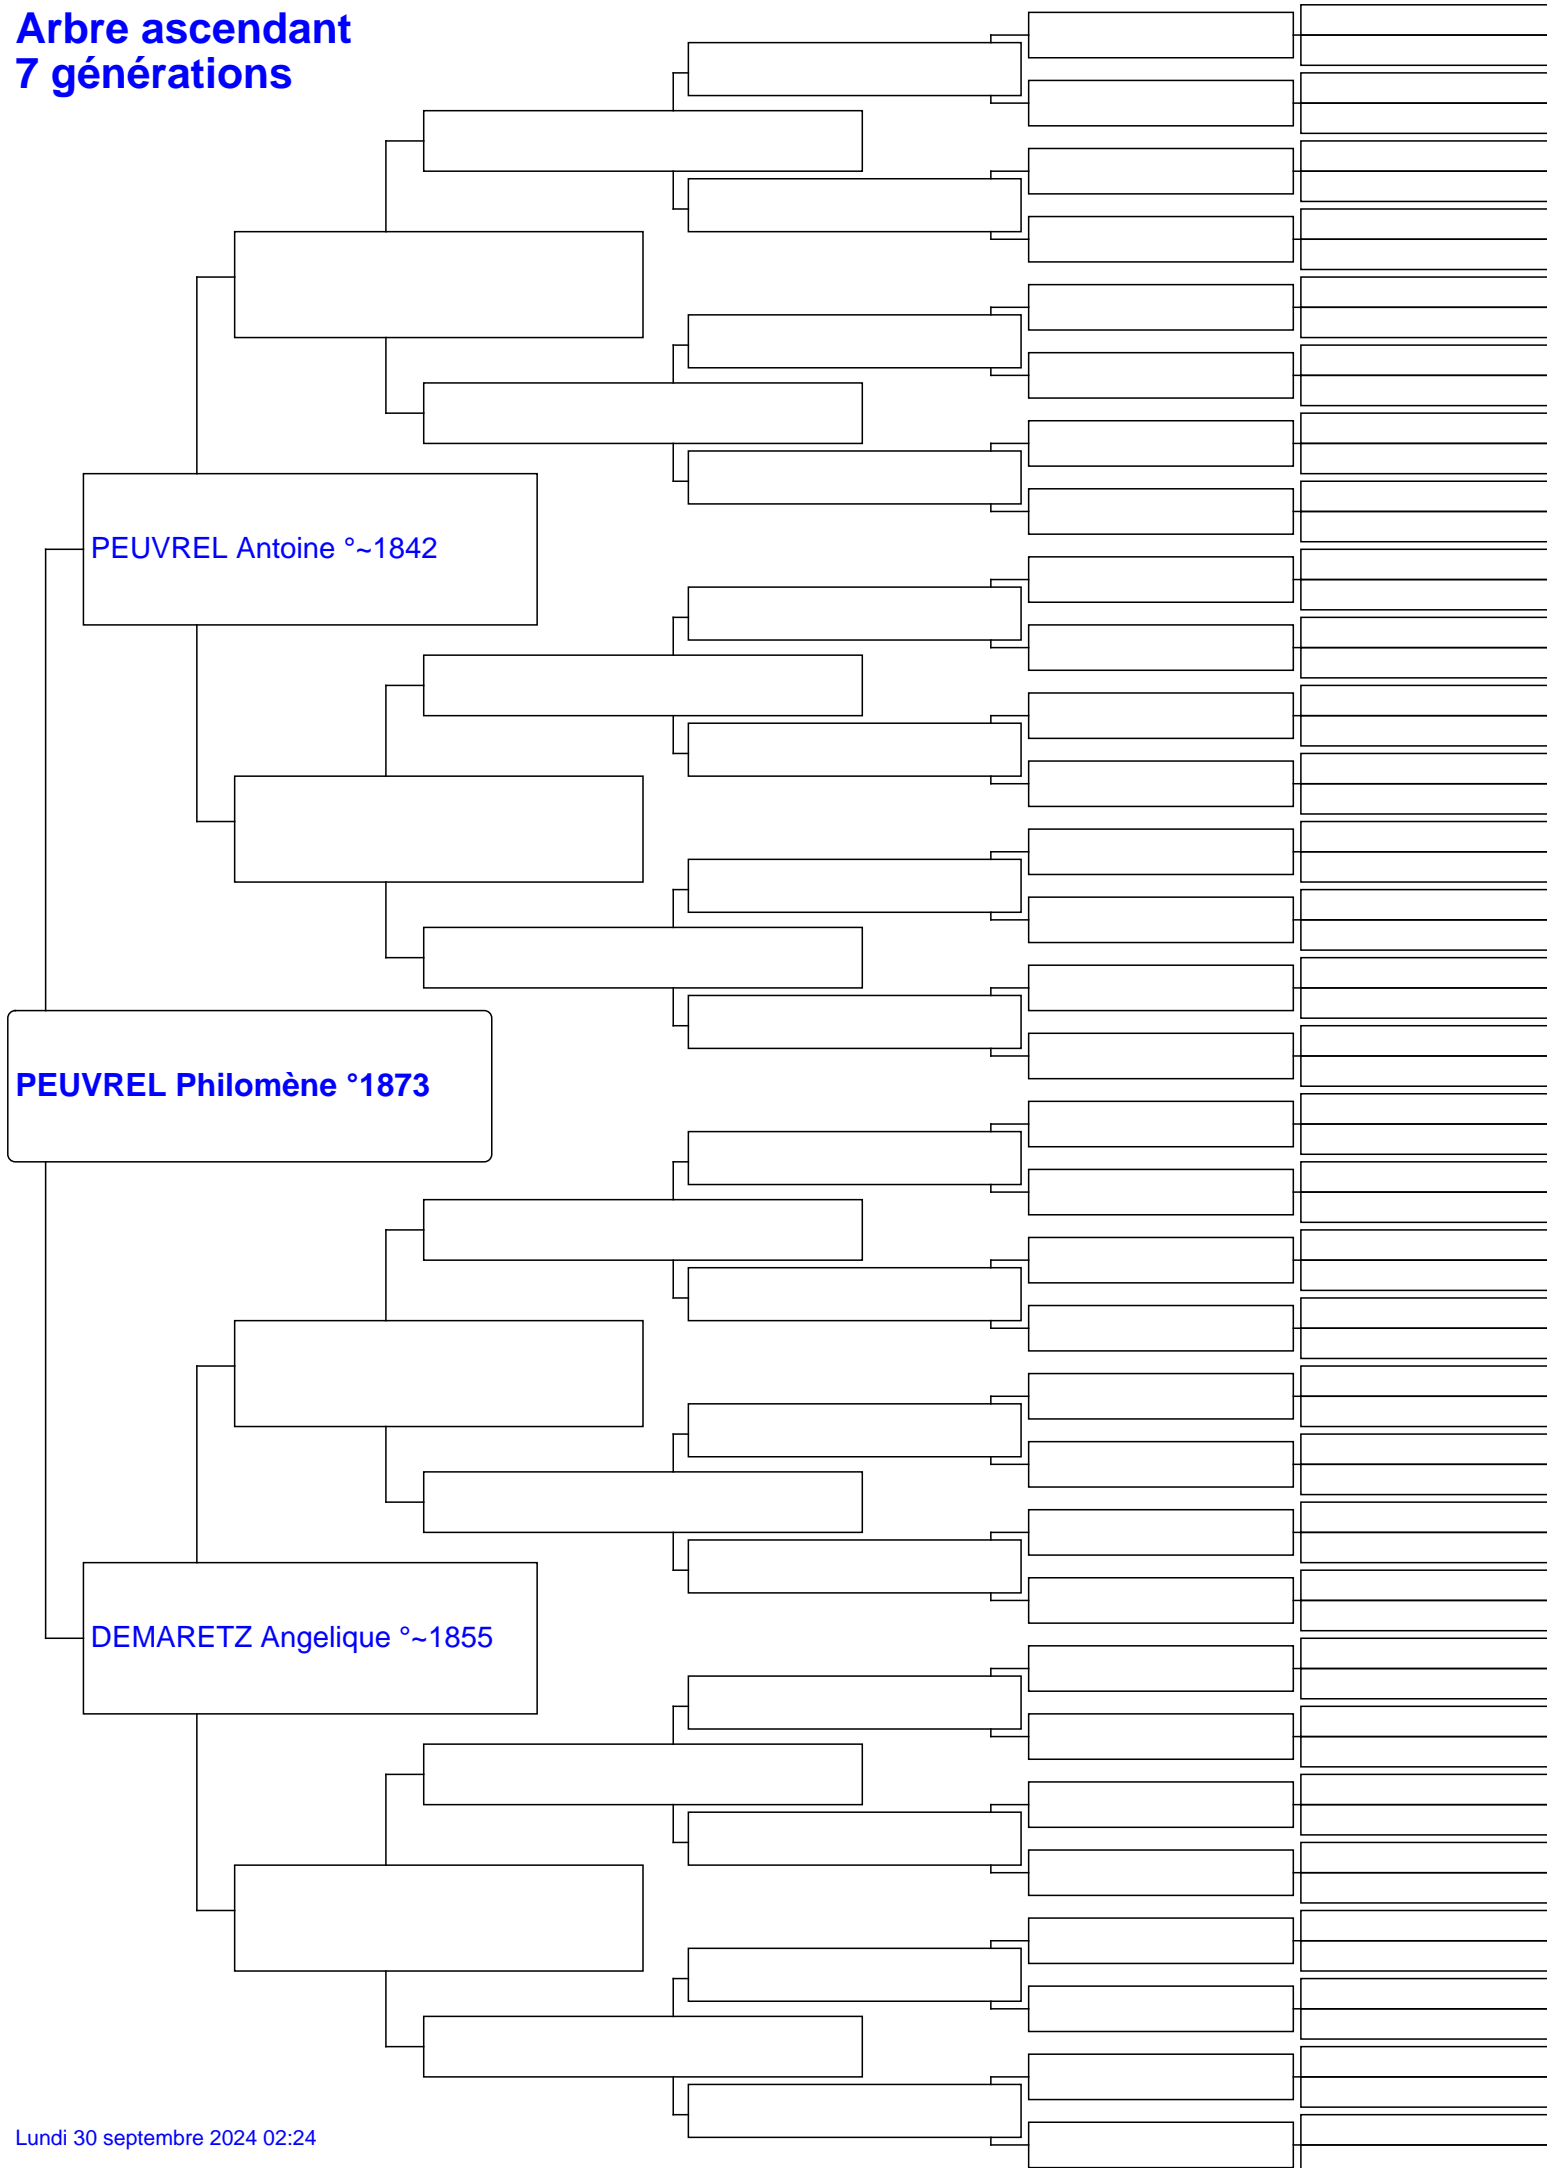 Arbre ascendant
7 générations
PEUVREL Antoine °~1842
PEUVREL Philomène °1873
DEMARETZ Angelique °~1855
Lundi 30 septembre 2024 02:24